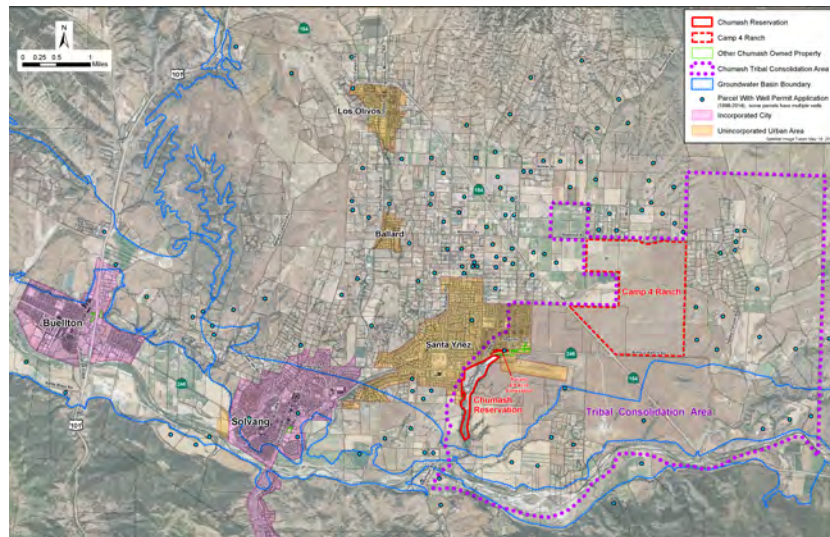 N
0 0.25 0.5 1
Miles
Chumash Reservation
Camp 4 Ranch
Other Chumash Owned Property
Chumash Tribal Consolidation Area
Groundwater Basin Boundary
Parcel With Well Permit Application
Incorporated City
Unincorporated Urban Area
154
101
Los Olivos
154
Ballard
Camp 4 Ranch
Buellton
Santa Ynez
246
246
154
Chumash
Reservation
Tribal Consolidation Area
Solvang
101